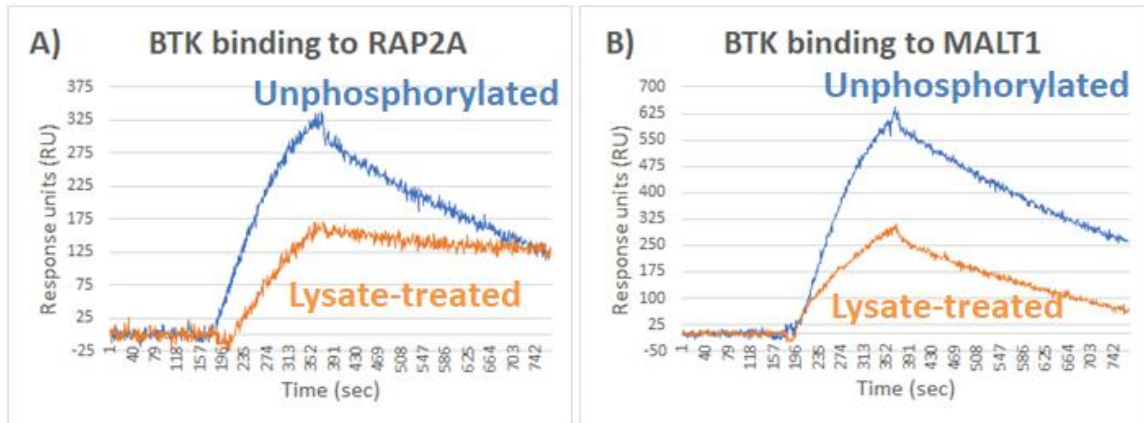 A) BTK binding to RAP2A
Unphosphorylated
Lysate-treated
Response units (RU)
375
325
275
225
175
125
75
25
-25
1 40 79 118 157 196 235 274 313 352 391 430 469 508 547 586 625 664 703 742
Time (sec)
B) BTK binding to MALT1
Unphosphorylated
Lysate-treated
Response units (RU)
700
625
550
475
400
325
250
175
100
25
-50
1 40 79 118 157 196 235 274 313 352 391 430 469 508 547 586 625 664 703 742
Time (sec)